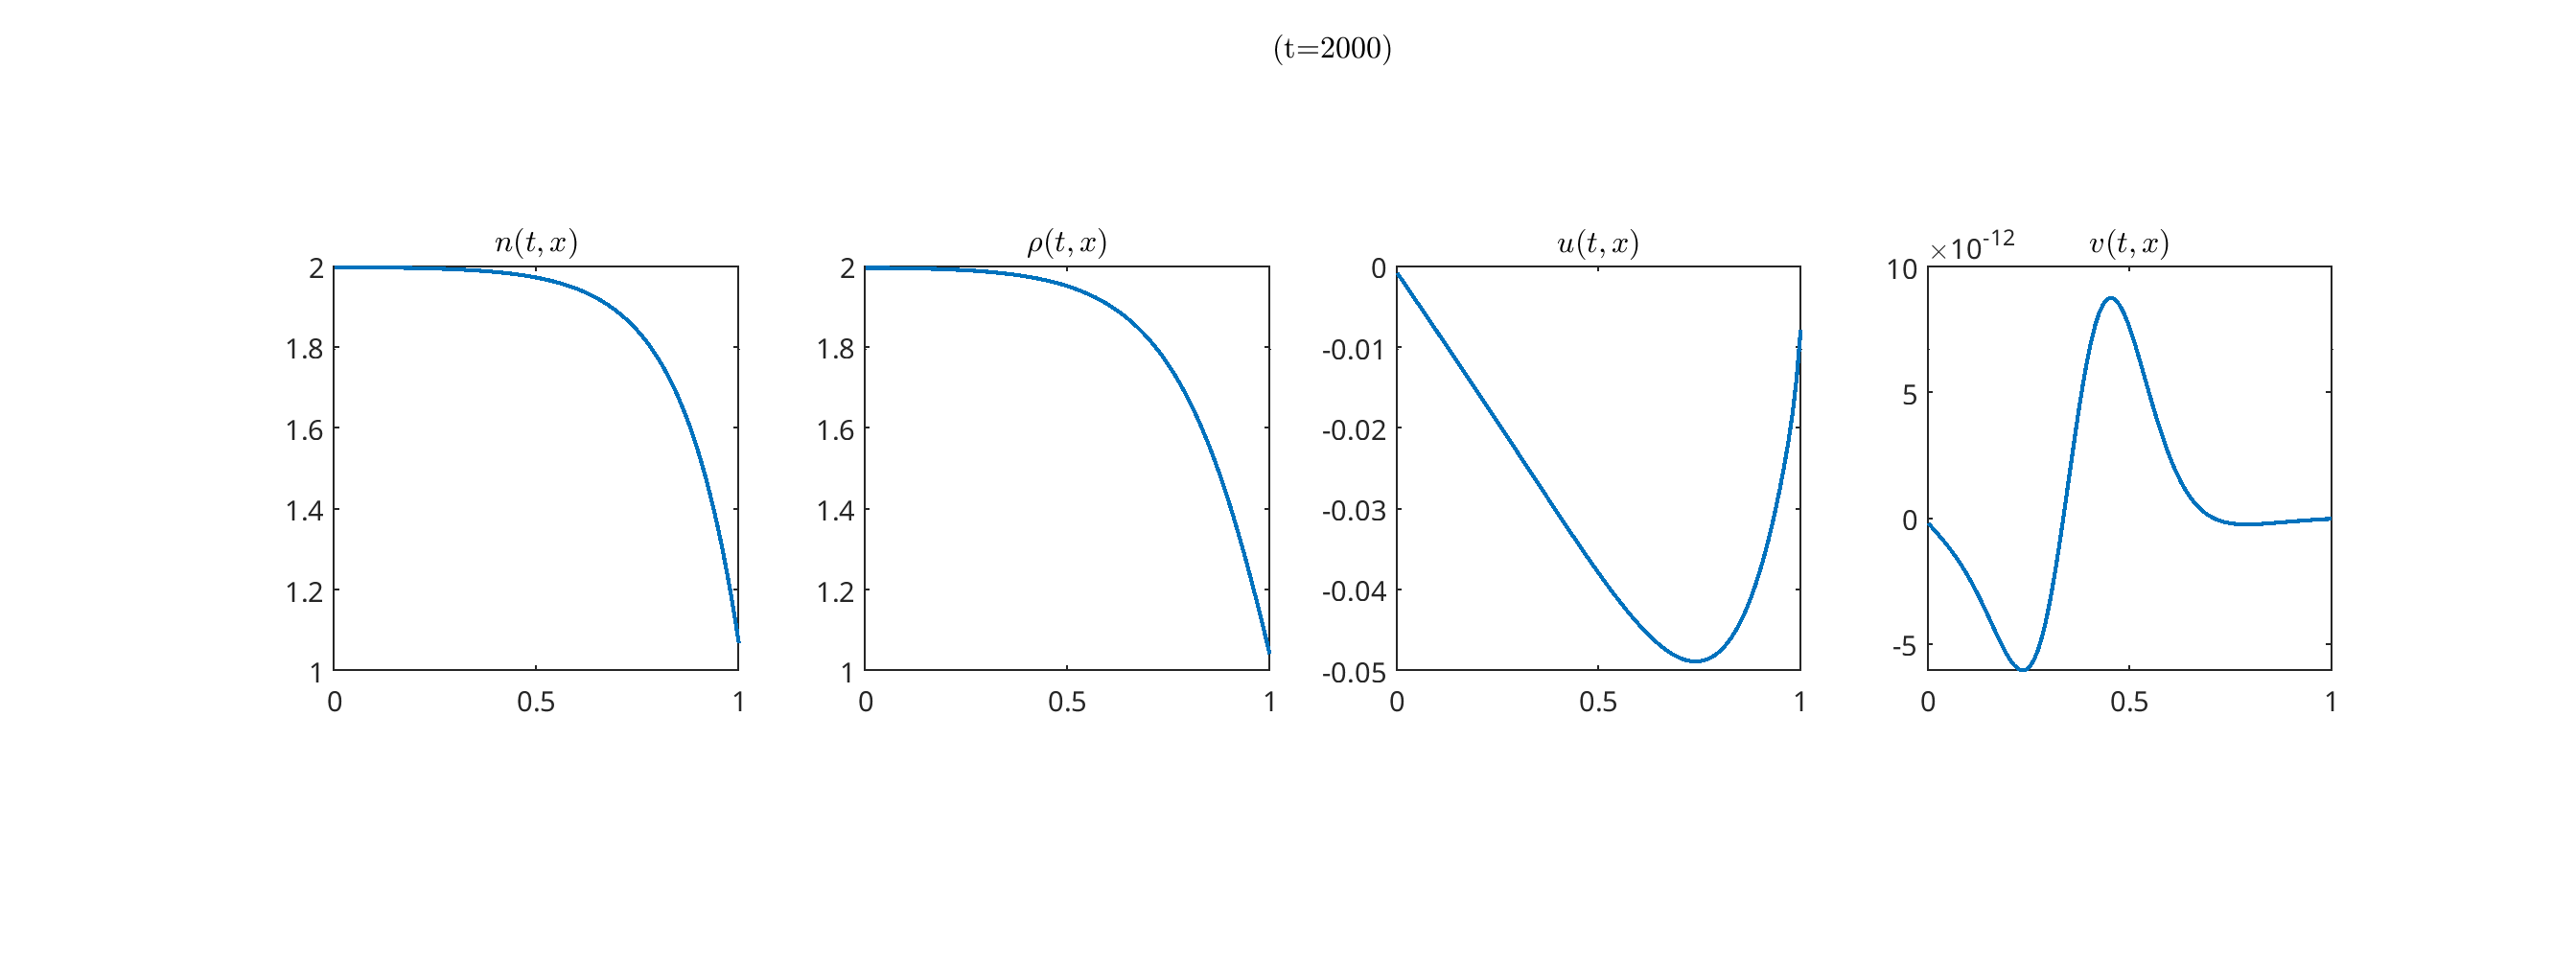 (t=2000)
n(t, x)
2
1.8
1.6
1.4
1.2
1
0 0.5 1
ρ(t, x)
2
1.8
1.6
1.4
1.2
1
0 0.5 1
u(t, x)
0
-0.01
-0.02
-0.03
-0.04
-0.05
0 0.5 1
×10⁻¹² v(t, x)
10
5
0
-5
0 0.5 1